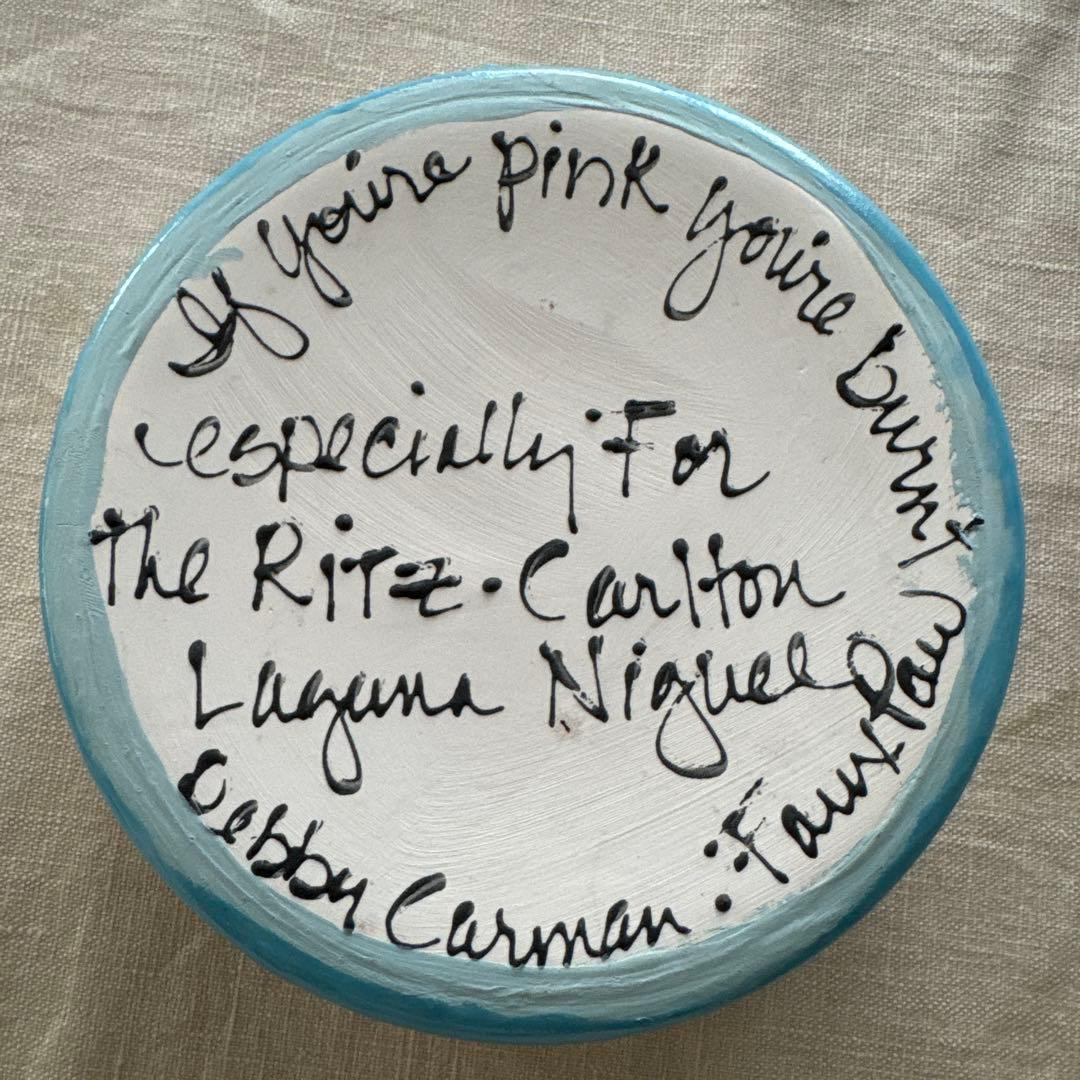 If you're pink you're burnt
especially For
The Ritz-Carlton
Laguna Niguel
Debby Carman : Faux Paw